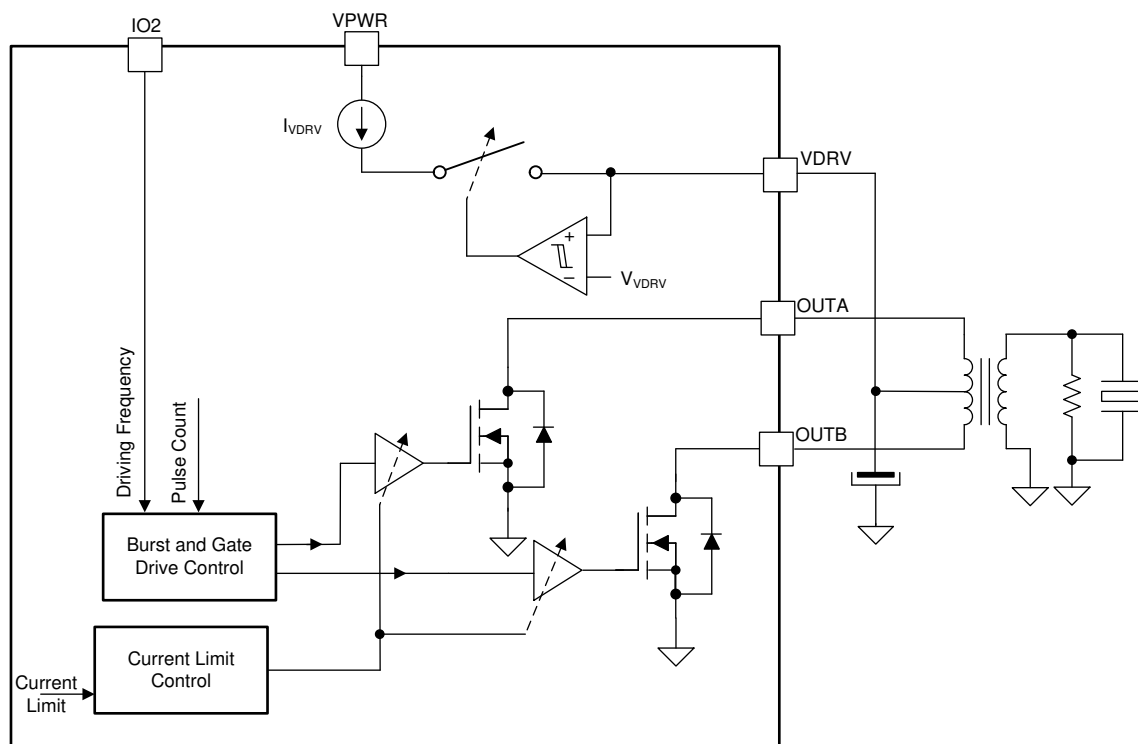 IO2
VPWR
IVDRV
VDRV
+
−
VVDRV
OUTA
OUTB
Driving Frequency
Pulse Count
Burst and Gate
Drive Control
Current Limit
Control
Current
Limit